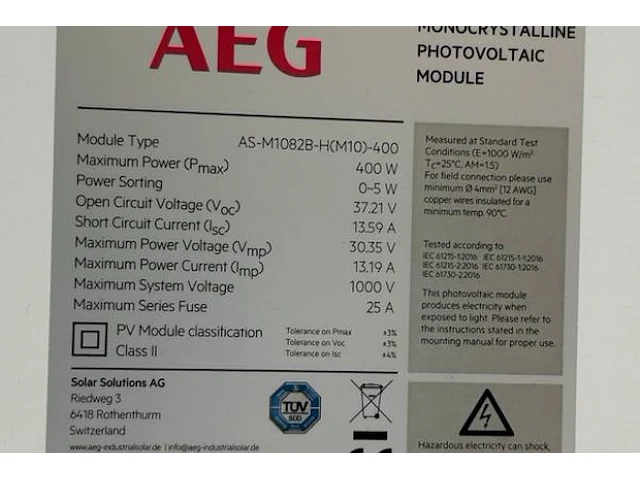 AEG
MONOCRYSTALLINE
PHOTOVOLTAIC
MODULE
Module Type AS-M1082B-H(M10)-400
Maximum Power (Pmax) 400 W
Power Sorting 0~5 W
Open Circuit Voltage (Voc) 37.21 V
Short Circuit Current (Isc) 13.59 A
Maximum Power Voltage (Vmp) 30.35 V
Maximum Power Current (Imp) 13.19 A
Maximum System Voltage 1000 V
Maximum Series Fuse 25 A
PV Module classification
Class II
Tolerance on Pmax ±3%
Tolerance on Voc ±3%
Tolerance on Isc ±4%
Measured at Standard Test
Conditions (E=1000 W/m²
Tc=25°C, AM=1.5)
For field connection please use
minimum Ø 4mm² [12 AWG]
copper wires insulated for a
minimum temp. 90°C.
Tested according to:
IEC 61215-1:2016 IEC 61215-1-1:2016
IEC 61215-2:2016 IEC 61730-1:2016
IEC 61730-2:2016
This photovoltaic module
produces electricity when
exposed to light. Please refer to
the instructions stated in the
mounting manual for proper use.
Solar Solutions AG
Riedweg 3
6418 Rothenthurm
Switzerland
www.aeg-industrialsolar.de | info@aeg-industrialsolar.de
TÜV
SÜD
CE
Hazardous electricity can shock,